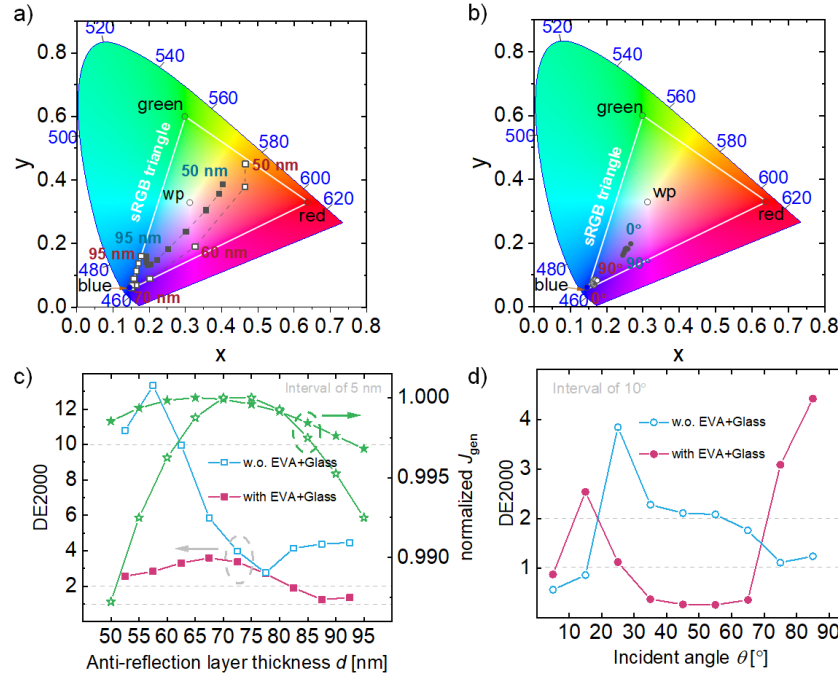 a)
520
540
560
580
600
620
500
480
460
green
sRGB triangle
wp
red
blue
50 nm
50 nm
95 nm
95 nm
60 nm
70 nm
y
0.8
0.6
0.4
0.2
0.0
0.0 0.1 0.2 0.3 0.4 0.5 0.6 0.7 0.8
x
b)
520
540
560
580
600
620
500
480
460
green
sRGB triangle
wp
red
blue
0°
90°
90°
0°
y
0.8
0.6
0.4
0.2
0.0
0.0 0.1 0.2 0.3 0.4 0.5 0.6 0.7 0.8
x
c)
Interval of 5 nm
w.o. EVA+Glass
with EVA+Glass
DE2000
12
10
8
6
4
2
1
normalized Jgen
1.000
0.995
0.990
50 55 60 65 70 75 80 85 90 95
Anti-reflection layer thickness d [nm]
d)
Interval of 10°
w.o. EVA+Glass
with EVA+Glass
DE2000
4
3
2
1
10 20 30 40 50 60 70 80 90
Incident angle θ [°]